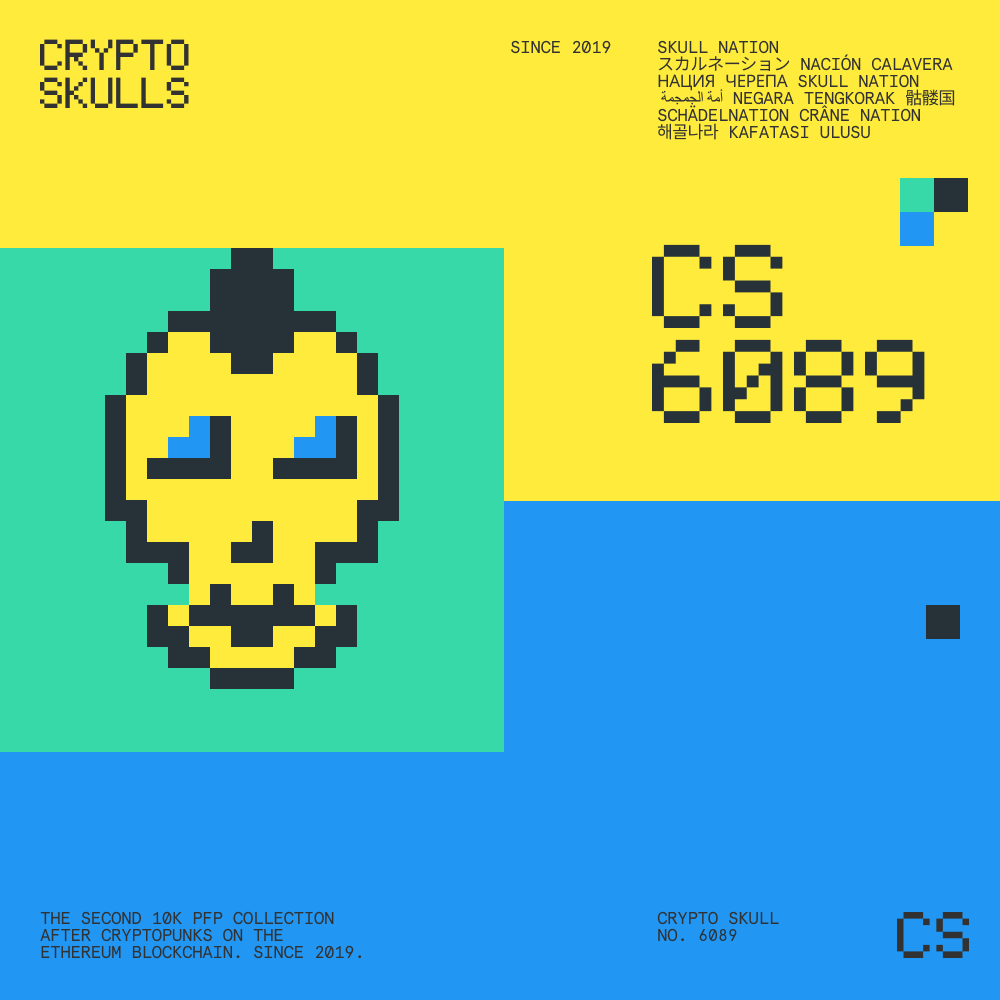 CRYPTO
SKULLS
SINCE 2019
SKULL NATION
スカルネーション NACIÓN CALAVERA
НАЦИЯ ЧЕРЕПА SKULL NATION
أمة الجمجمة NEGARA TENGKORAK 骷髅国
SCHÄDELNATION CRÂNE NATION
해골나라 KAFATASI ULUSU
CS
6089
THE SECOND 10K PFP COLLECTION
AFTER CRYPTOPUNKS ON THE
ETHEREUM BLOCKCHAIN. SINCE 2019.
CRYPTO SKULL
NO. 6089
CS